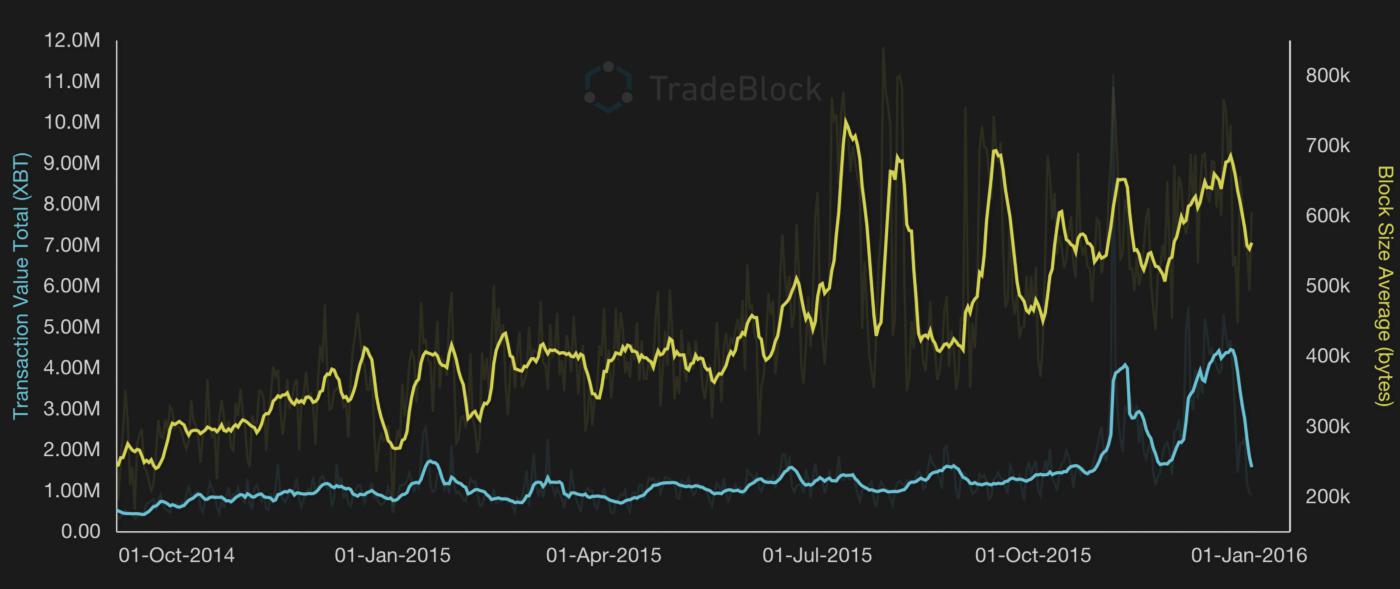 12.0M
11.0M
10.0M
9.00M
8.00M
7.00M
6.00M
5.00M
4.00M
3.00M
2.00M
1.00M
0.00
Transaction Value Total (XBT)
TradeBlock
800k
700k
600k
500k
400k
300k
200k
Block Size Average (bytes)
01-Oct-2014
01-Jan-2015
01-Apr-2015
01-Jul-2015
01-Oct-2015
01-Jan-2016